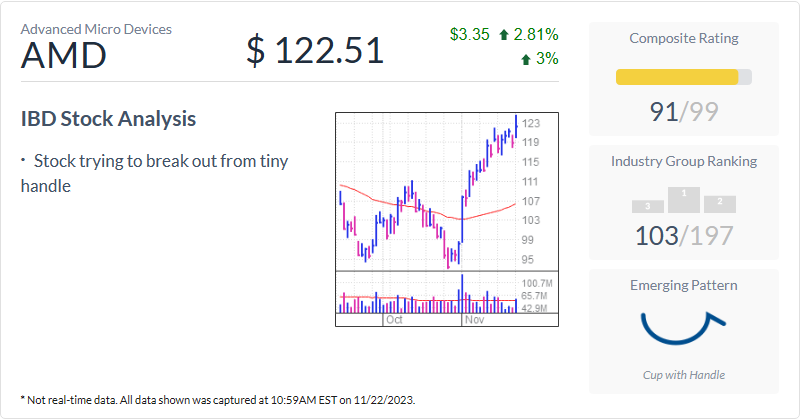 Advanced Micro Devices
AMD
$ 122.51
$3.35 2.81%
3%
IBD Stock Analysis
• Stock trying to break out from tiny
handle
123
119
115
111
107
103
99
95
100.7M
65.7M
42.9M
Oct
Nov
Composite Rating
91/99
Industry Group Ranking
3
1
2
103/197
Emerging Pattern
Cup with Handle
* Not real-time data. All data shown was captured at 10:59AM EST on 11/22/2023.